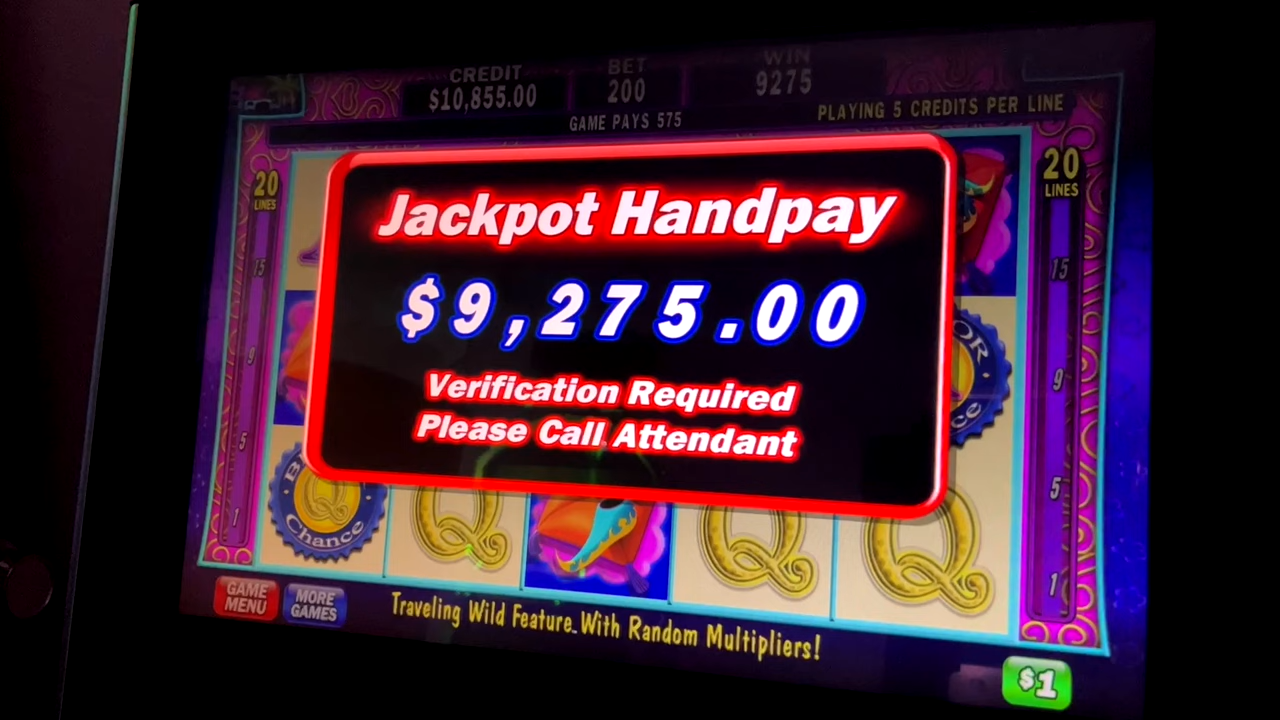 CREDIT
$10,855.00
BET
200
WIN
9275
GAME PAYS 575
PLAYING 5 CREDITS PER LINE
20
LINES
15
9
5
1
20
LINES
15
9
5
1
Jackpot Handpay
$9,275.00
Verification Required
Please Call Attendant
Chance
Q
Q
Q
Q
GAME
MENU
MORE
GAMES
Traveling Wild Feature With Random Multipliers!
$1